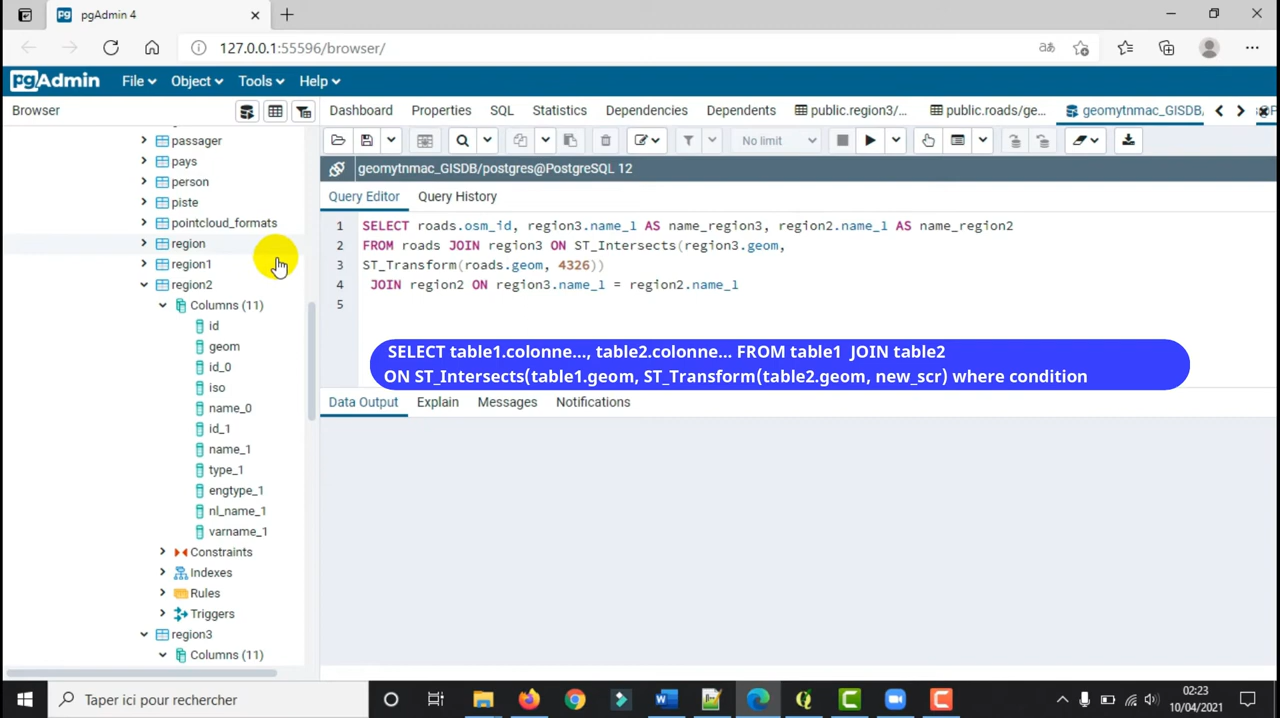 pgAdmin 4
127.0.0.1:55596/browser/
pgAdmin File Object Tools Help
Browser
Dashboard Properties SQL Statistics Dependencies Dependents public.region3/... public.roads/ge... geomytnmac_GISDB/
No limit
geomytnmac_GISDB/postgres@PostgreSQL 12
Query Editor Query History
passager
pays
person
piste
pointcloud_formats
region
region1
region2
Columns (11)
id
geom
id_0
iso
name_0
id_1
name_1
type_1
engtype_1
nl_name_1
varname_1
Constraints
Indexes
Rules
Triggers
region3
Columns (11)
1 SELECT roads.osm_id, region3.name_l AS name_region3, region2.name_l AS name_region2
2 FROM roads JOIN region3 ON ST_Intersects(region3.geom,
3 ST_Transform(roads.geom, 4326))
4 JOIN region2 ON region3.name_l = region2.name_l
5
SELECT table1.colonne..., table2.colonne... FROM table1 JOIN table2
ON ST_Intersects(table1.geom, ST_Transform(table2.geom, new_scr) where condition
Data Output Explain Messages Notifications
Taper ici pour rechercher
02:23
10/04/2021